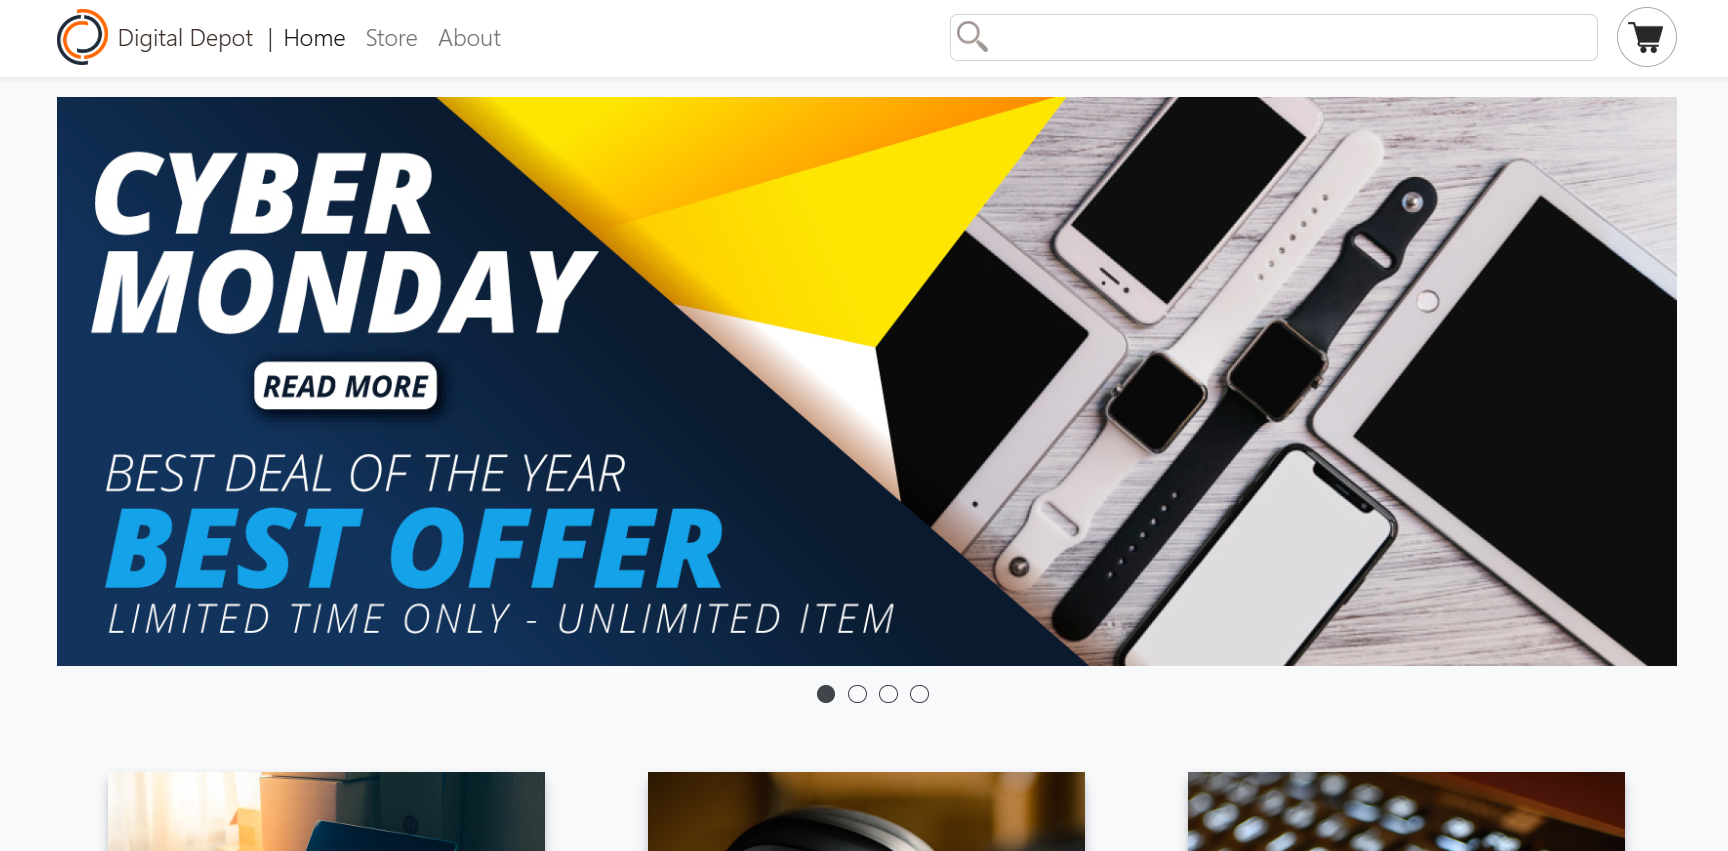 Digital Depot | Home Store About
CYBER
MONDAY
READ MORE
BEST DEAL OF THE YEAR
BEST OFFER
LIMITED TIME ONLY - UNLIMITED ITEM